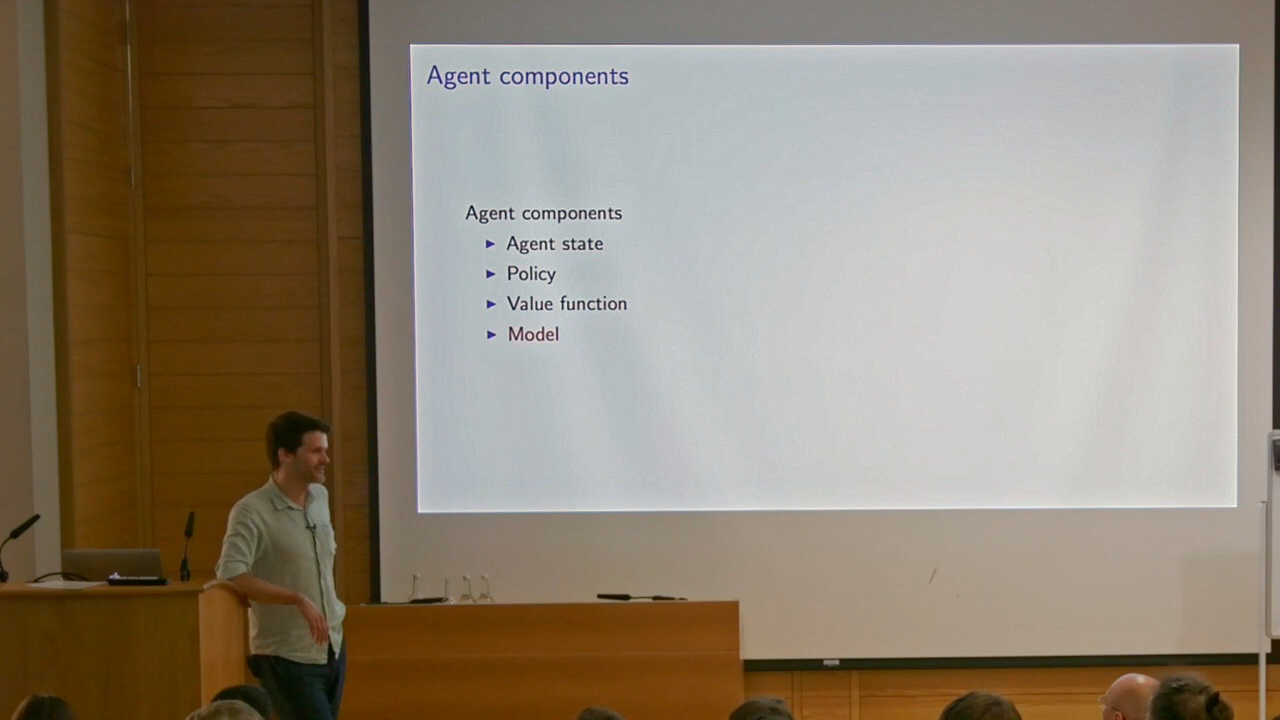 Agent components
Agent components
► Agent state
► Policy
► Value function
► Model